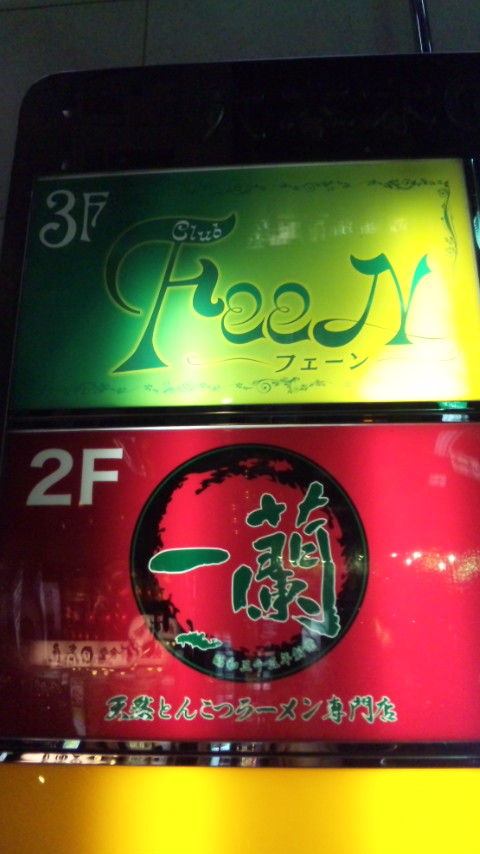 3F
Club
FeeN
フェーン
2F
一蘭
天然とんこつラーメン専門店